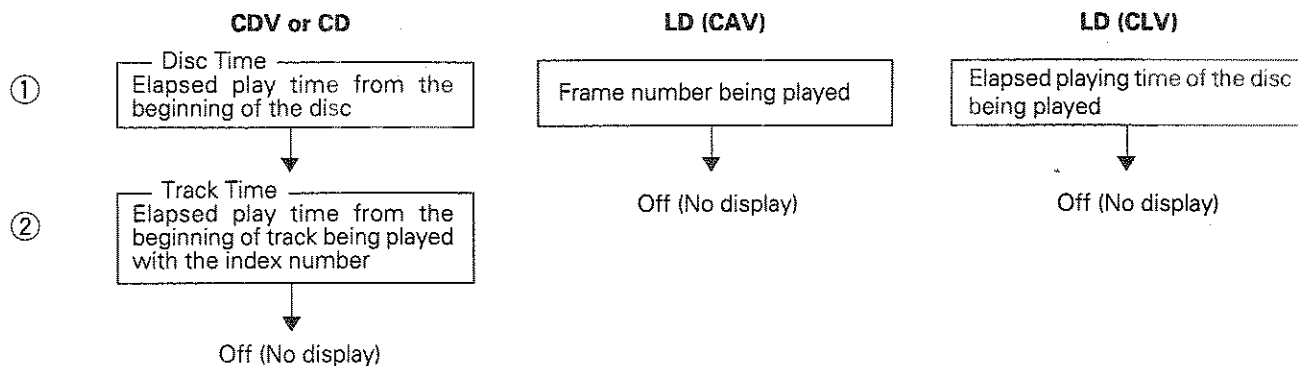 CDV or CD
LD (CAV)
LD (CLV)
①
Disc Time
Elapsed play time from the
beginning of the disc
Frame number being played
Elapsed playing time of the disc
being played
②
Track Time
Elapsed play time from the
beginning of track being played
with the index number
Off (No display)
Off (No display)
Off (No display)